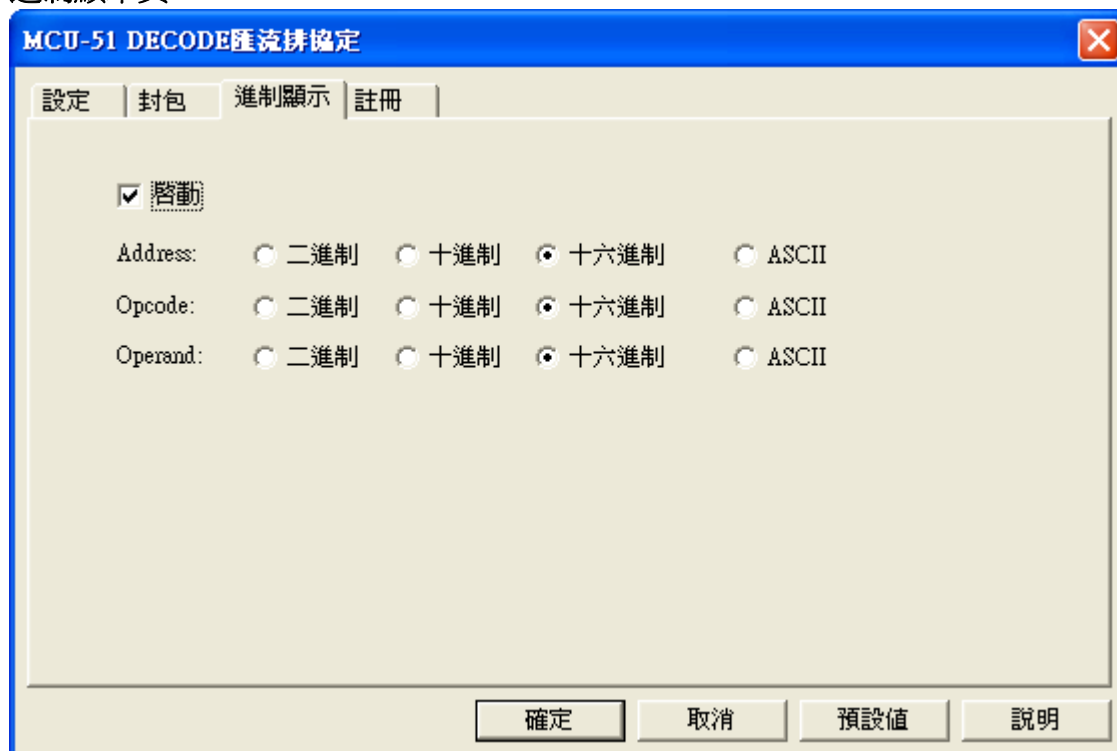 MCU-51 DECODE匯流排協定
設定 封包 進制顯示 註冊
啓動
Address: 二進制 十進制 十六進制 ASCII
Opcode: 二進制 十進制 十六進制 ASCII
Operand: 二進制 十進制 十六進制 ASCII
確定 取消 預設值 說明